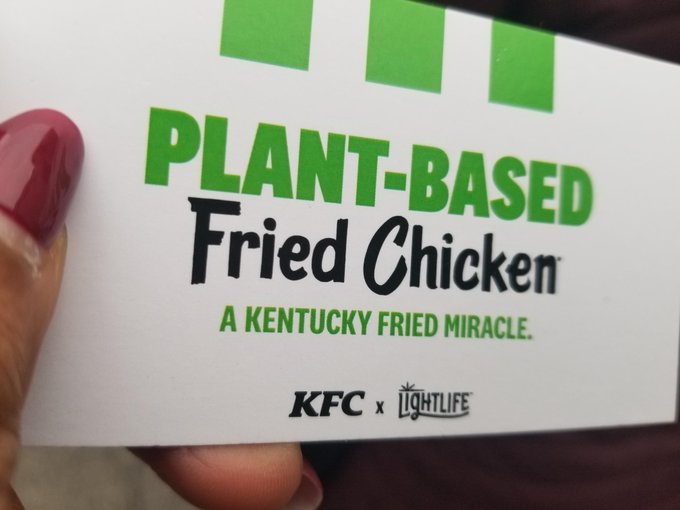 PLANT-BASED
Fried Chicken
A KENTUCKY FRIED MIRACLE.
KFC x LIGHTLIFE